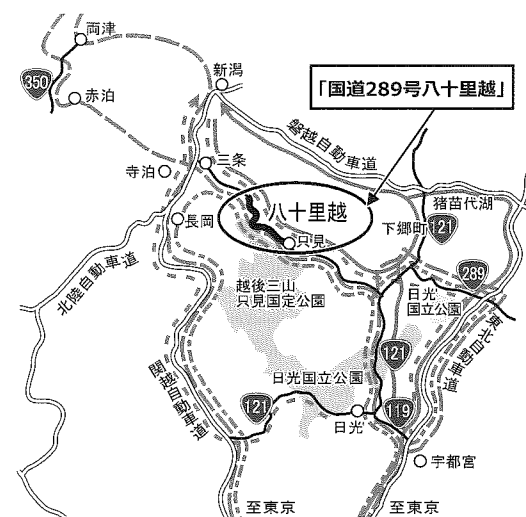 両津
350
赤泊
新潟
「国道289号八十里越」
磐越自動車道
三条
寺泊
八十里越
長岡
只見
下郷町
猪苗代湖
121
289
北陸自動車道
越後三山
只見国定公園
日光
国立公園
東北自動車道
関越自動車道
121
日光国立公園
121
119
日光
宇都宮
至東京
至東京